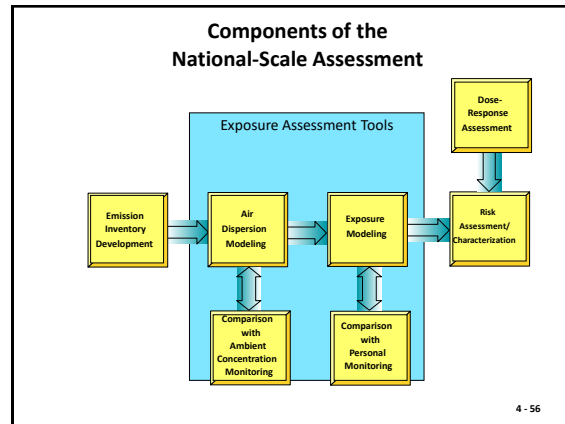 Components of the
National-Scale Assessment
Dose-
Response
Assessment
Exposure Assessment Tools
Emission
Inventory
Development
Air
Dispersion
Modeling
Exposure
Modeling
Risk
Assessment/
Characterization
Comparison
with
Ambient
Concentration
Monitoring
Comparison
with
Personal
Monitoring
4 - 56